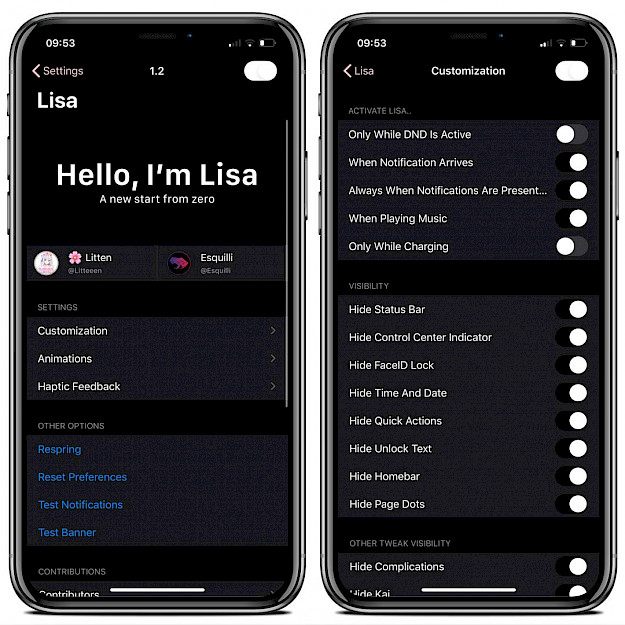 09:53
Settings
1.2
Lisa
Hello, I'm Lisa
A new start from zero
🌸 Litten
@Litteeen
Esquilli
@Esquilli
SETTINGS
Customization
Animations
Haptic Feedback
OTHER OPTIONS
Respring
Reset Preferences
Test Notifications
Test Banner
CONTRIBUTIONS
Contributors
09:53
Lisa
Customization
ACTIVATE LISA..
Only While DND Is Active
When Notification Arrives
Always When Notifications Are Present...
When Playing Music
Only While Charging
VISIBILITY
Hide Status Bar
Hide Control Center Indicator
Hide FaceID Lock
Hide Time And Date
Hide Quick Actions
Hide Unlock Text
Hide Homebar
Hide Page Dots
OTHER TWEAK VISIBILITY
Hide Complications
Hide Kai